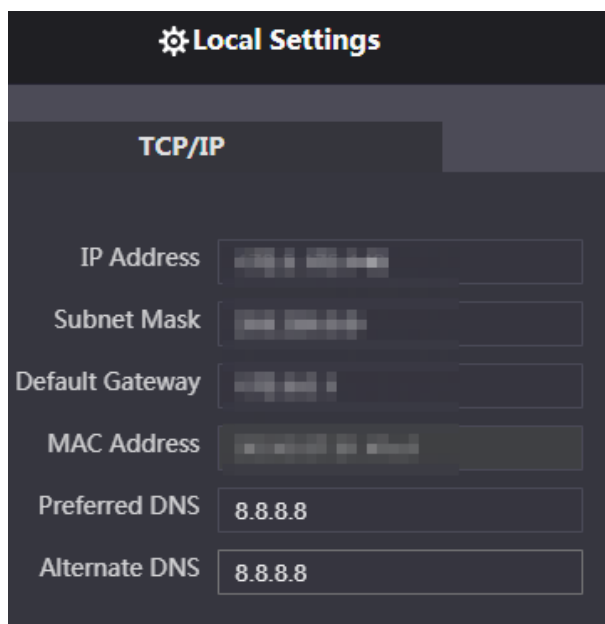 Local Settings
TCP/IP
IP Address
Subnet Mask
Default Gateway
MAC Address
Preferred DNS 8.8.8.8
Alternate DNS 8.8.8.8